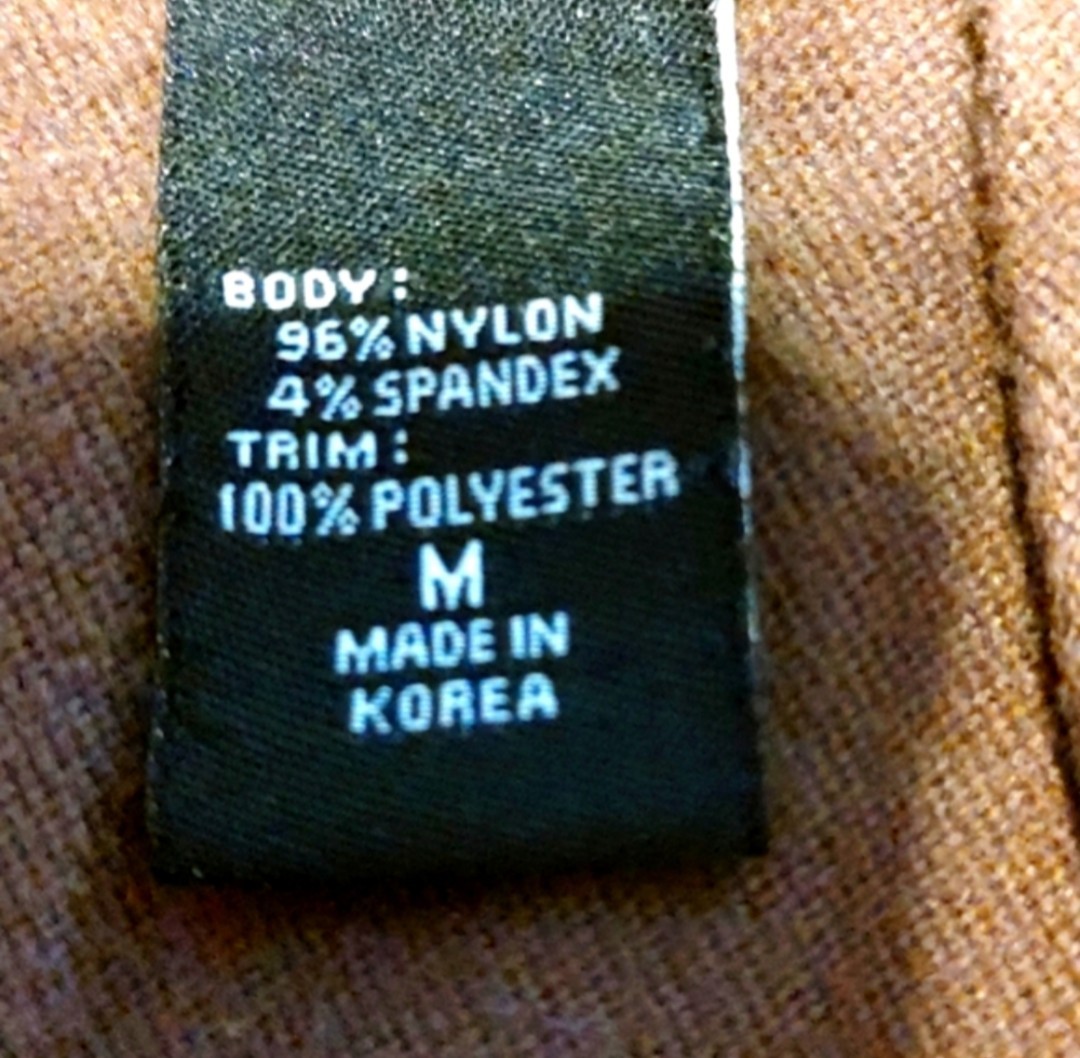 BODY:
96% NYLON
4% SPANDEX
TRIM:
100% POLYESTER
M
MADE IN
KOREA